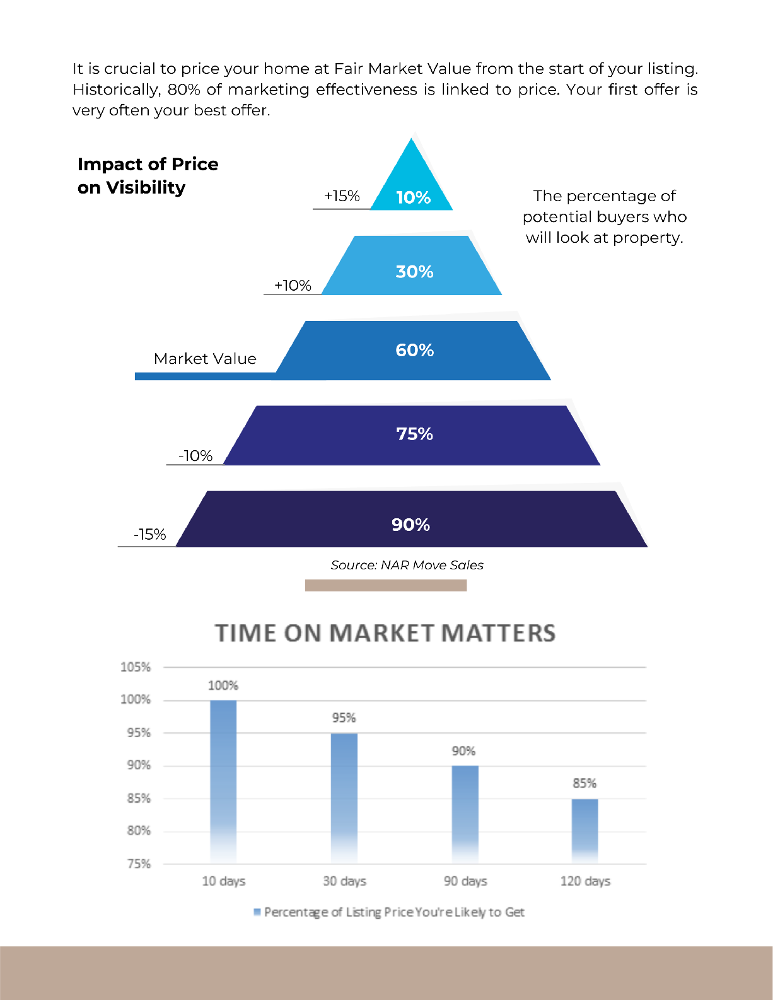 It is crucial to price your home at Fair Market Value from the start of your listing.
Historically, 80% of marketing effectiveness is linked to price. Your first offer is
very often your best offer.
Impact of Price
on Visibility
+15%
10%
The percentage of
potential buyers who
will look at property.
+10%
30%
Market Value
60%
-10%
75%
-15%
90%
Source: NAR Move Sales
TIME ON MARKET MATTERS
105%
100%
95%
90%
85%
80%
75%
100%
95%
90%
85%
10 days
30 days
90 days
120 days
Percentage of Listing Price You're Likely to Get